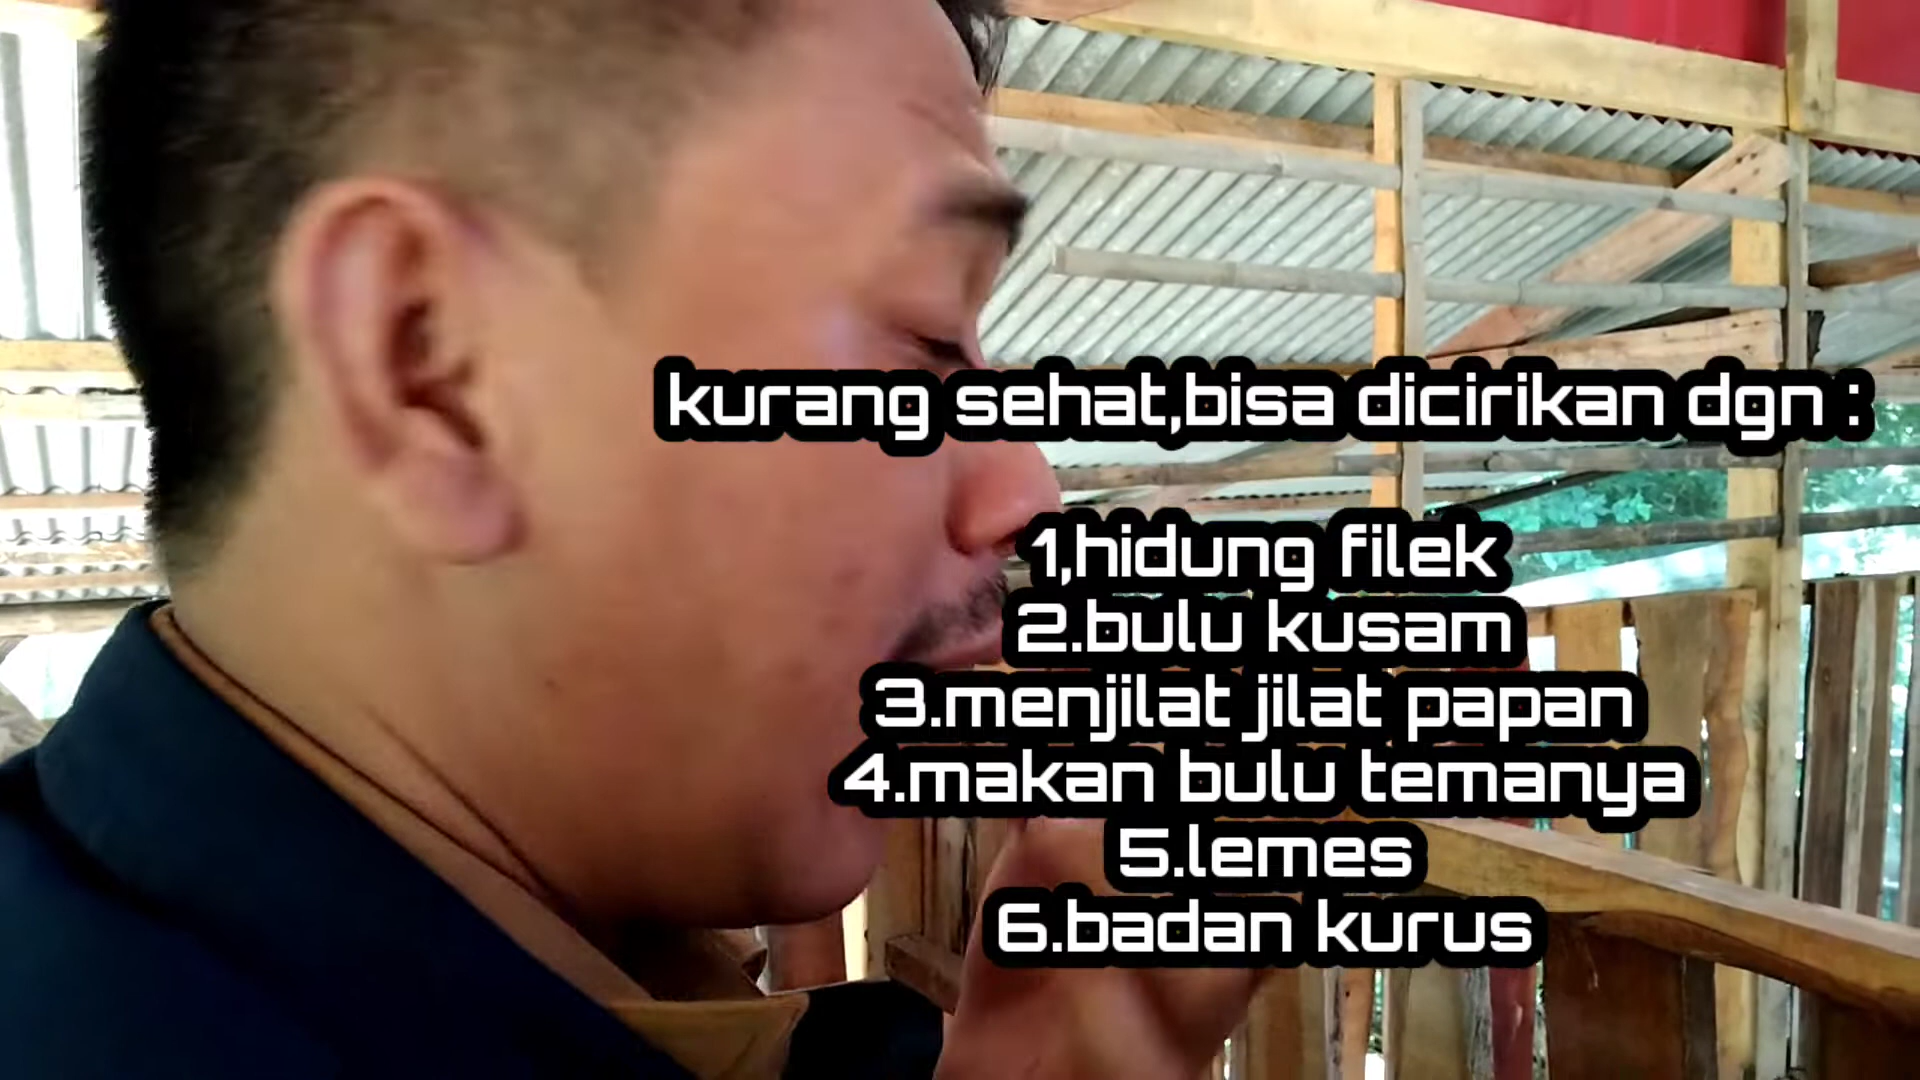 kurang sehat,bisa dicirikan dgn :
1,hidung filek
2.bulu kusam
3.menjilat jilat papan
4.makan bulu temanya
5.lemes
6.badan kurus